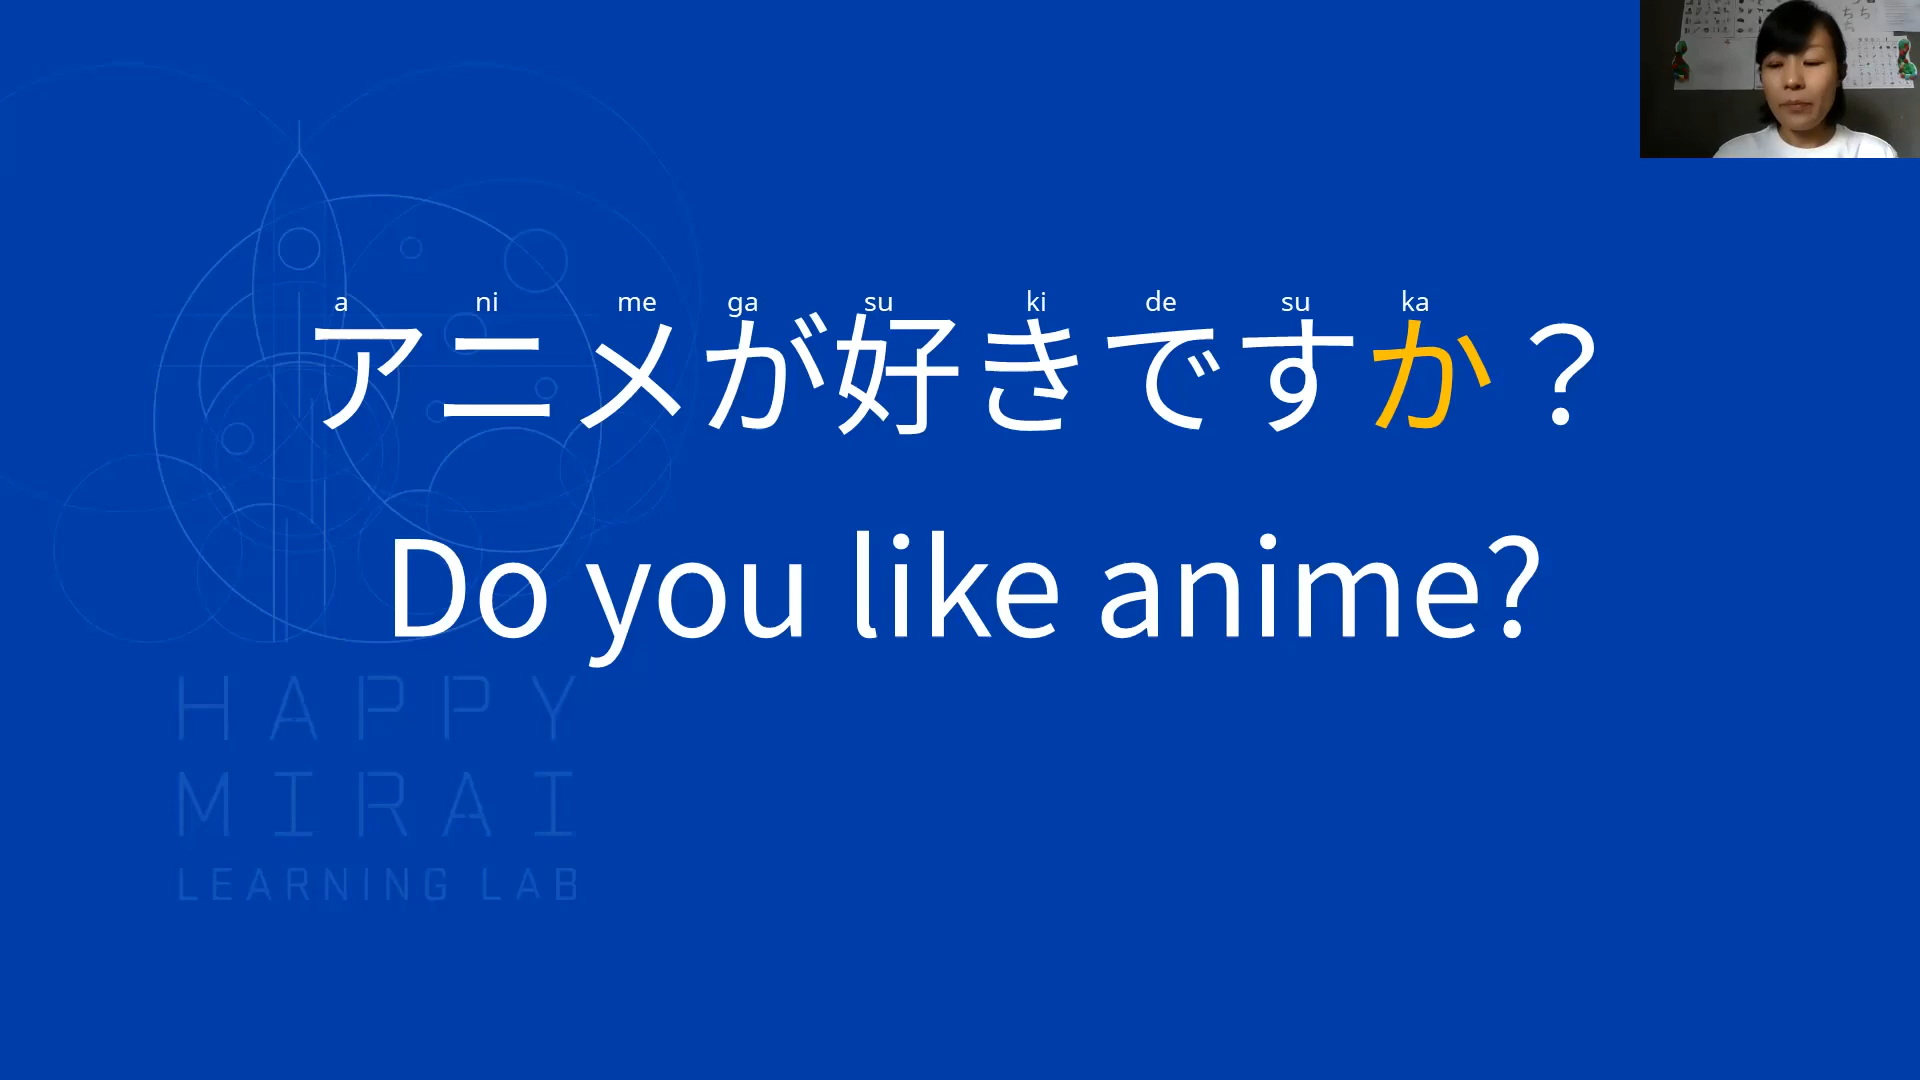 a ni me ga su ki de su ka
アニメが好きですか？
Do you like anime?
HAPPY
MIRAI
LEARNING LAB